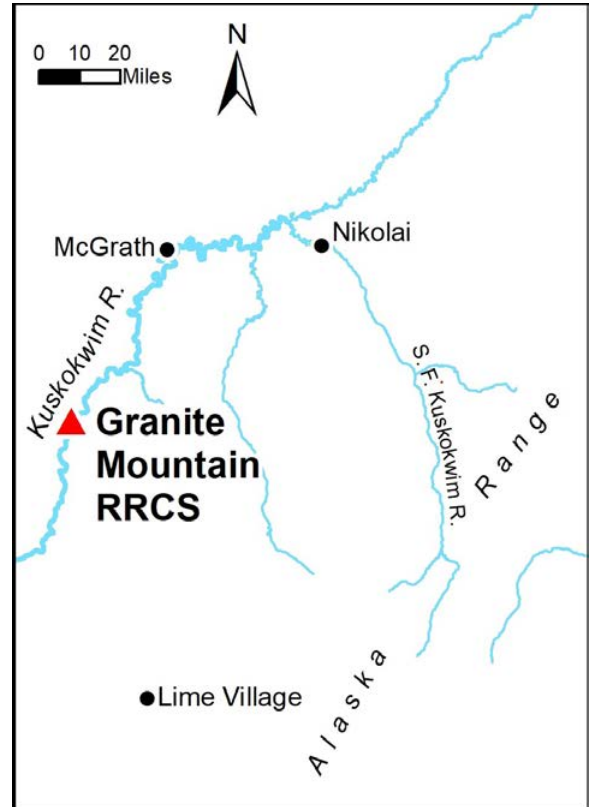 N
0 10 20
Miles
McGrath
Nikolai
Kuskokwim R.
S. F. Kuskokwim R.
Granite
Mountain
RRCS
Range
Alaska
Lime Village